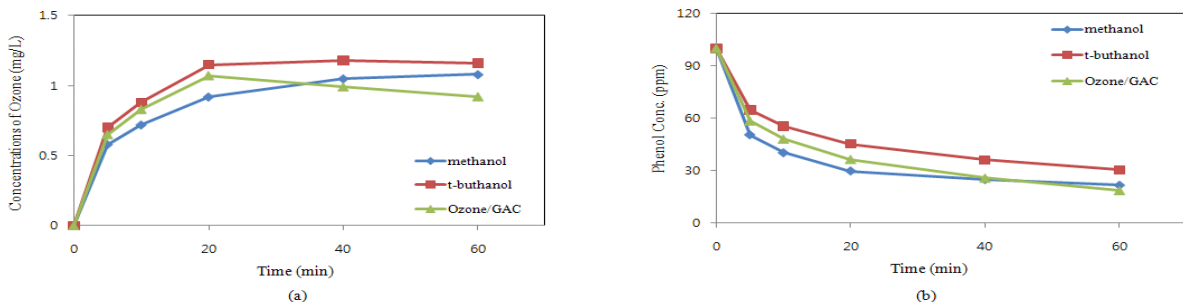 Concentrations of Ozone (mg/L)
1.5
1
0.5
0
0 20 40 60
Time (min)
methanol
t-buthanol
Ozone/GAC
(a)
Phenol Conc. (ppm)
120
90
60
30
0
0 20 40 60
Time (min)
methanol
t-buthanol
Ozone/GAC
(b)